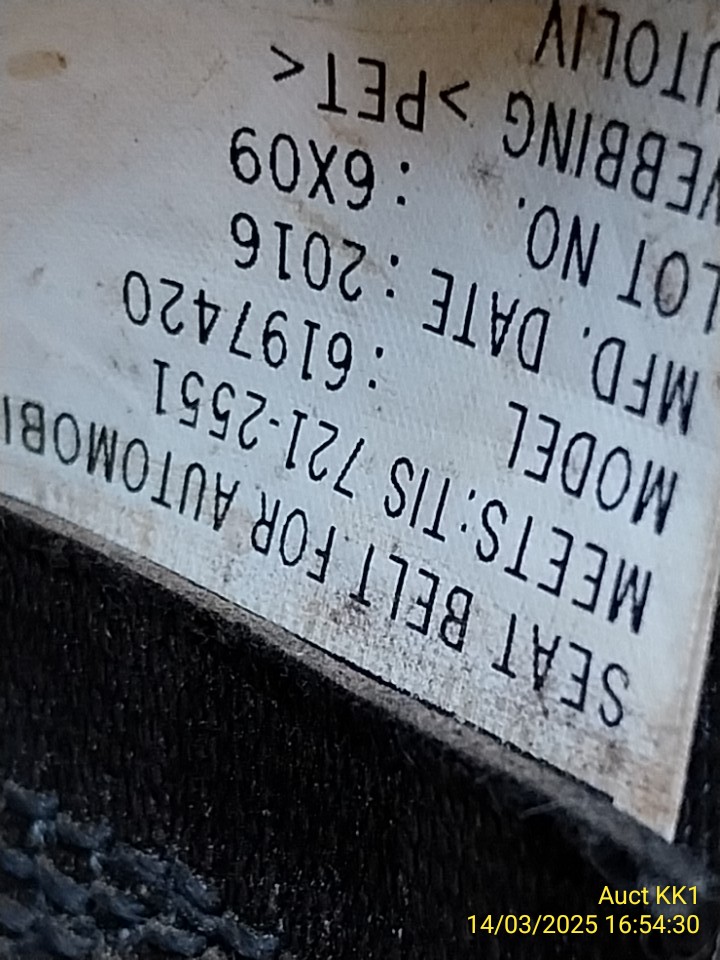 SEAT BELT FOR AUTOMOBI
MEETS:TIS 721-2551
MODEL :6197420
MFD. DATE : 2016
LOT NO. : 6X09
WEBBING >PET<
UTOLIV
Auct KK1
14/03/2025 16:54:30